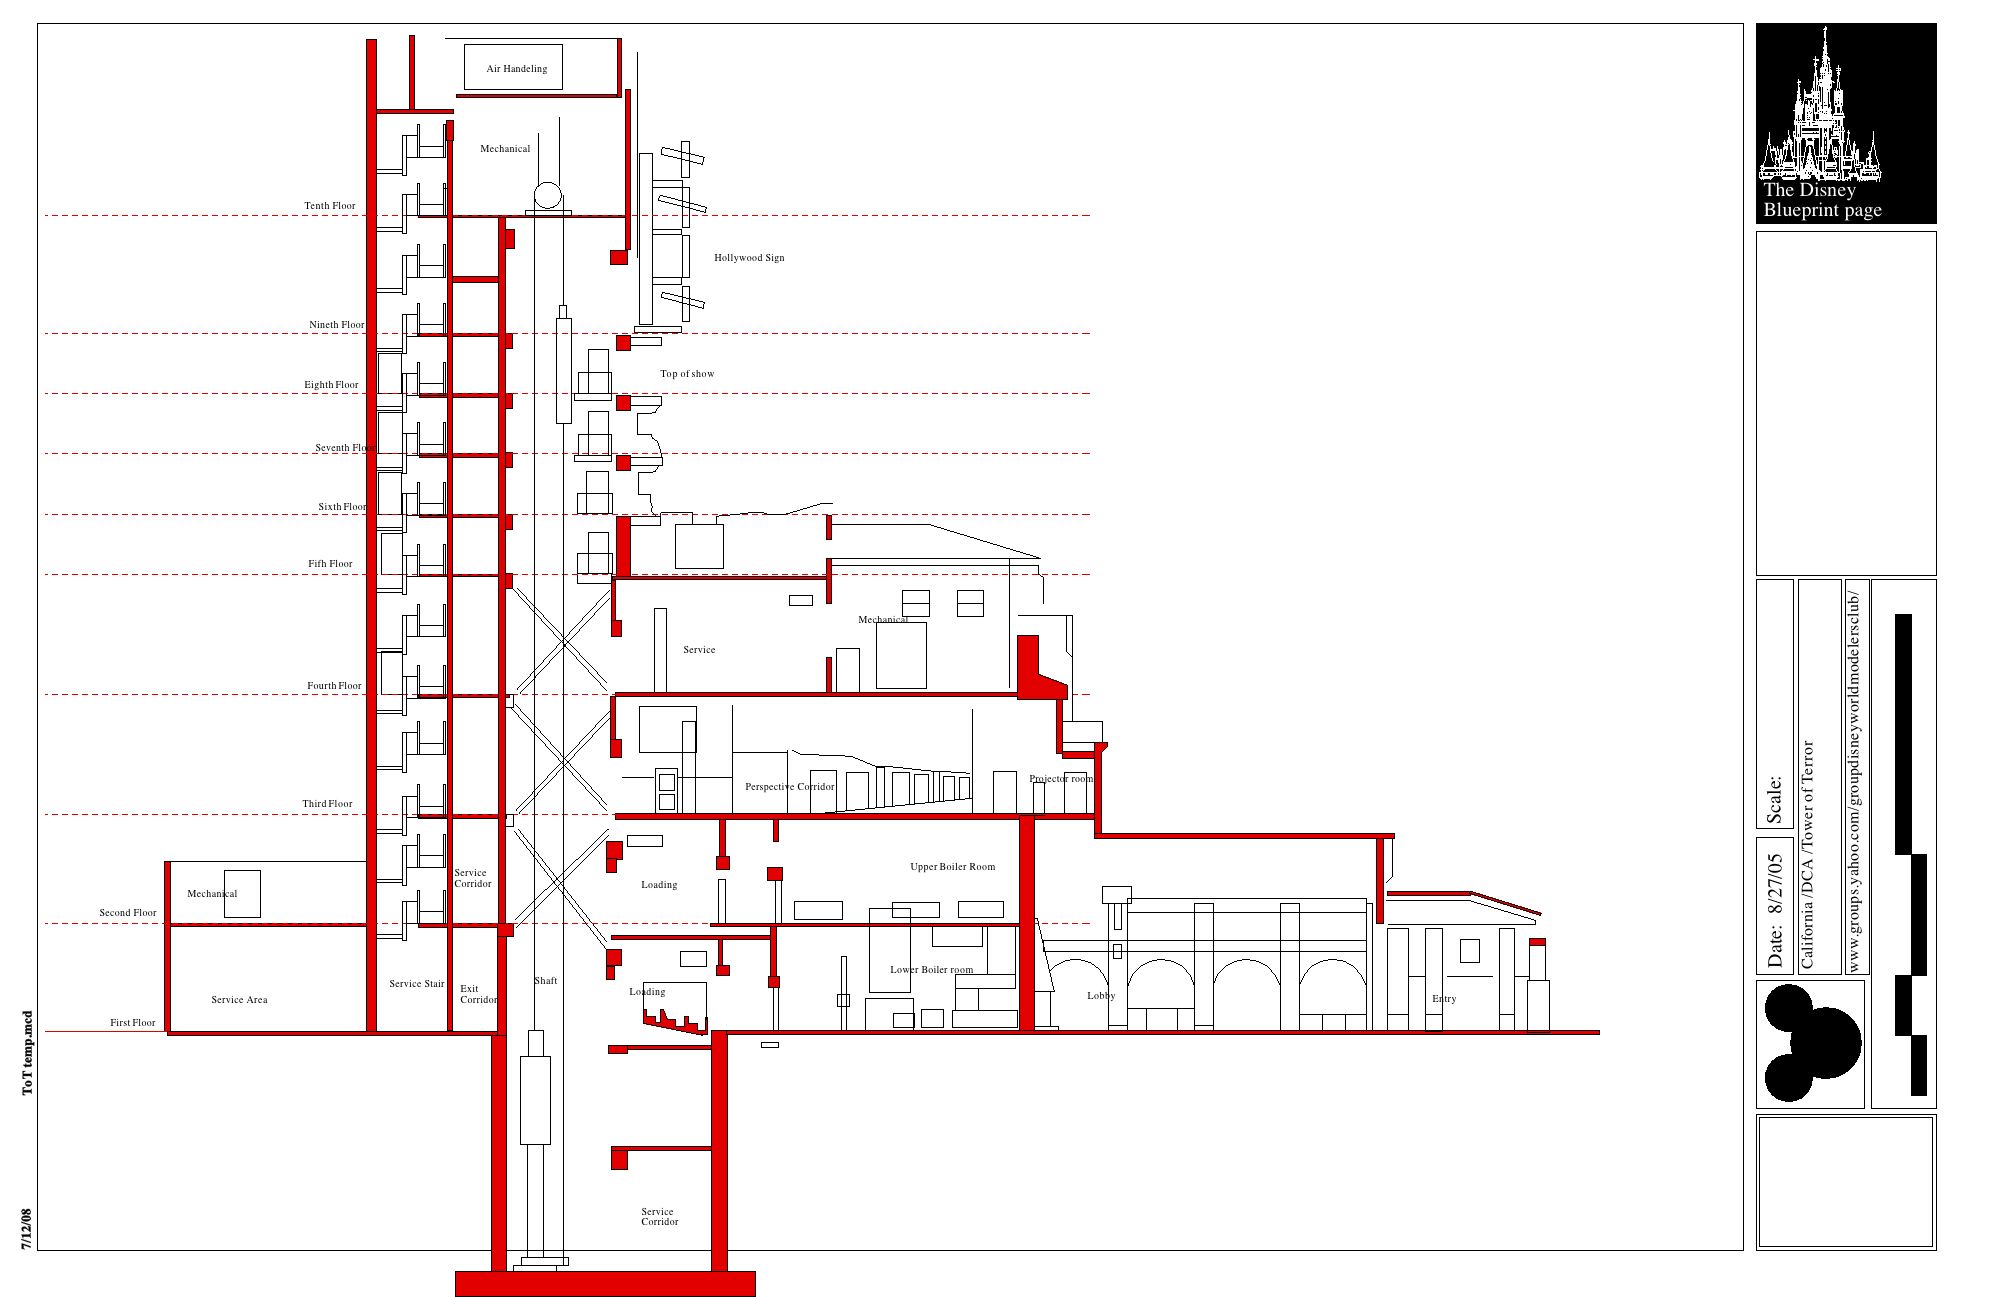 Air Handeling
Mechanical
Tenth Floor
Hollywood Sign
Nineth Floor
Top of show
Eighth Floor
Seventh Floor
Sixth Floor
Fifh Floor
Mechanical
Service
Fourth Floor
Projector room
Perspective Corridor
Third Floor
Upper Boiler Room
Service
Corridor
Loading
Mechanical
Second Floor
Lower Boiler room
Shaft
Service Stair
Exit
Corridor
Loading
Lobby
Entry
Service Area
First Floor
Service
Corridor
ToT temp.mcd
7/12/08
The Disney
Blueprint page
Scale:
Date: 8/27/05
California /DCA /Tower of Terror
www.groups.yahoo.com/groupdisneyworldmodelersclub/